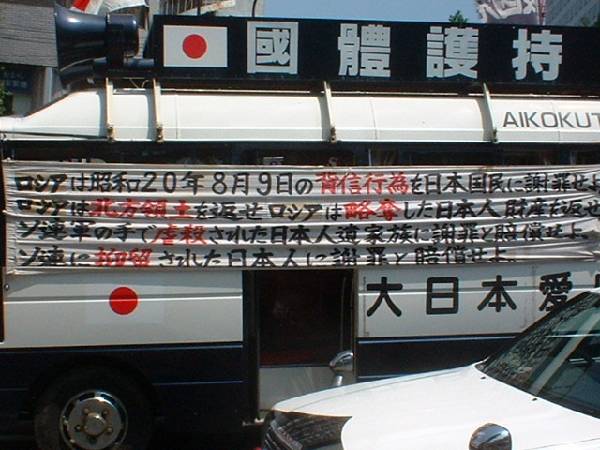 國體護持
AIKOKUT
ロシアは昭和20年8月9日の背信行為を日本国民に謝罪せよ
ロシアは北方領土を返せロシアは略奪した日本人財産を返せ
ソ連軍の手で虐殺された日本人遺家族に謝罪と賠償せよ、
ソ連に抑留された日本人に謝罪と賠償せよ、
大日本愛